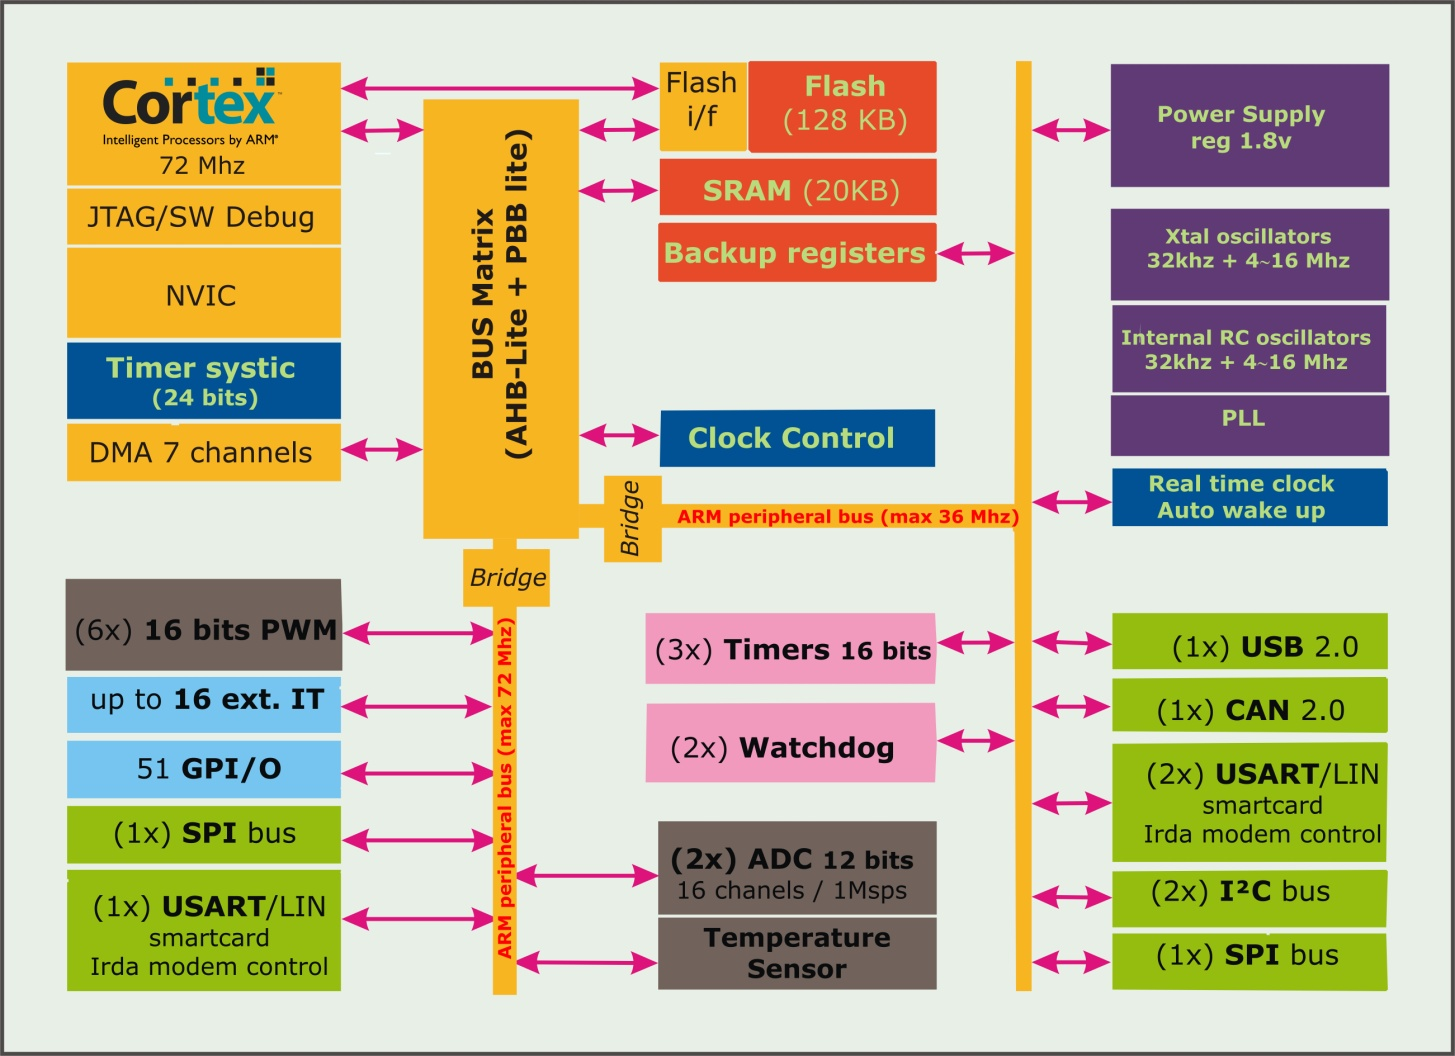 Cortex™
Intelligent Processors by ARM®
72 Mhz
JTAG/SW Debug
NVIC
Timer systic
(24 bits)
DMA 7 channels
BUS Matrix
(AHB-Lite + PBB lite)
Flash
i/f
Flash
(128 KB)
SRAM (20KB)
Backup registers
Clock Control
Bridge
ARM peripheral bus (max 36 Mhz)
Power Supply
reg 1.8v
Xtal oscillators
32khz + 4~16 Mhz
Internal RC oscillators
32khz + 4~16 Mhz
PLL
Real time clock
Auto wake up
Bridge
ARM peripheral bus (max 72 Mhz)
(6x) 16 bits PWM
up to 16 ext. IT
51 GPI/O
(1x) SPI bus
(1x) USART/LIN
smartcard
Irda modem control
(3x) Timers 16 bits
(2x) Watchdog
(2x) ADC 12 bits
16 chanels / 1Msps
Temperature
Sensor
(1x) USB 2.0
(1x) CAN 2.0
(2x) USART/LIN
smartcard
Irda modem control
(2x) I²C bus
(1x) SPI bus